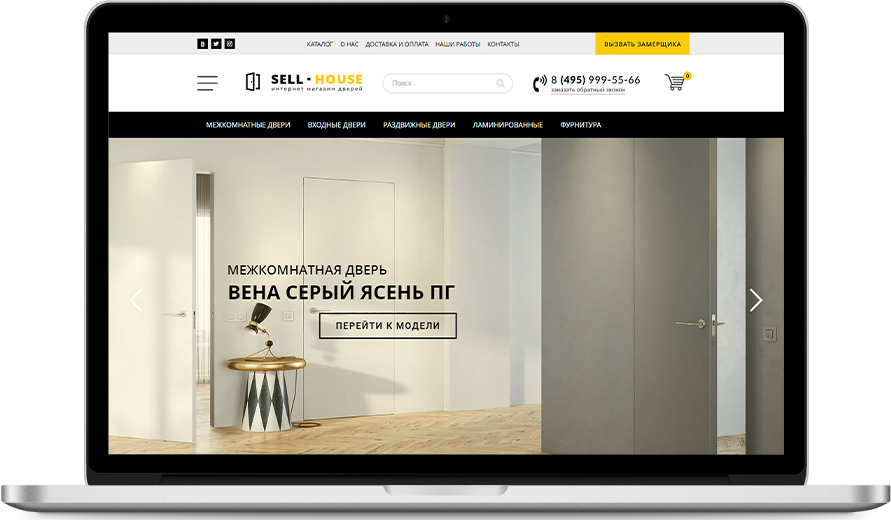 КАТАЛОГ О НАС ДОСТАВКА И ОПЛАТА НАШИ РАБОТЫ КОНТАКТЫ ВЫЗВАТЬ ЗАМЕРЩИКА
SELL - HOUSE
интернет магазин дверей
Поиск..
8 (495) 999-55-66
заказать обратный звонок
0
МЕЖКОМНАТНЫЕ ДВЕРИ ВХОДНЫЕ ДВЕРИ РАЗДВИЖНЫЕ ДВЕРИ ЛАМИНИРОВАННЫЕ ФУРНИТУРА
МЕЖКОМНАТНАЯ ДВЕРЬ
ВЕНА СЕРЫЙ ЯСЕНЬ ПГ
ПЕРЕЙТИ К МОДЕЛИ